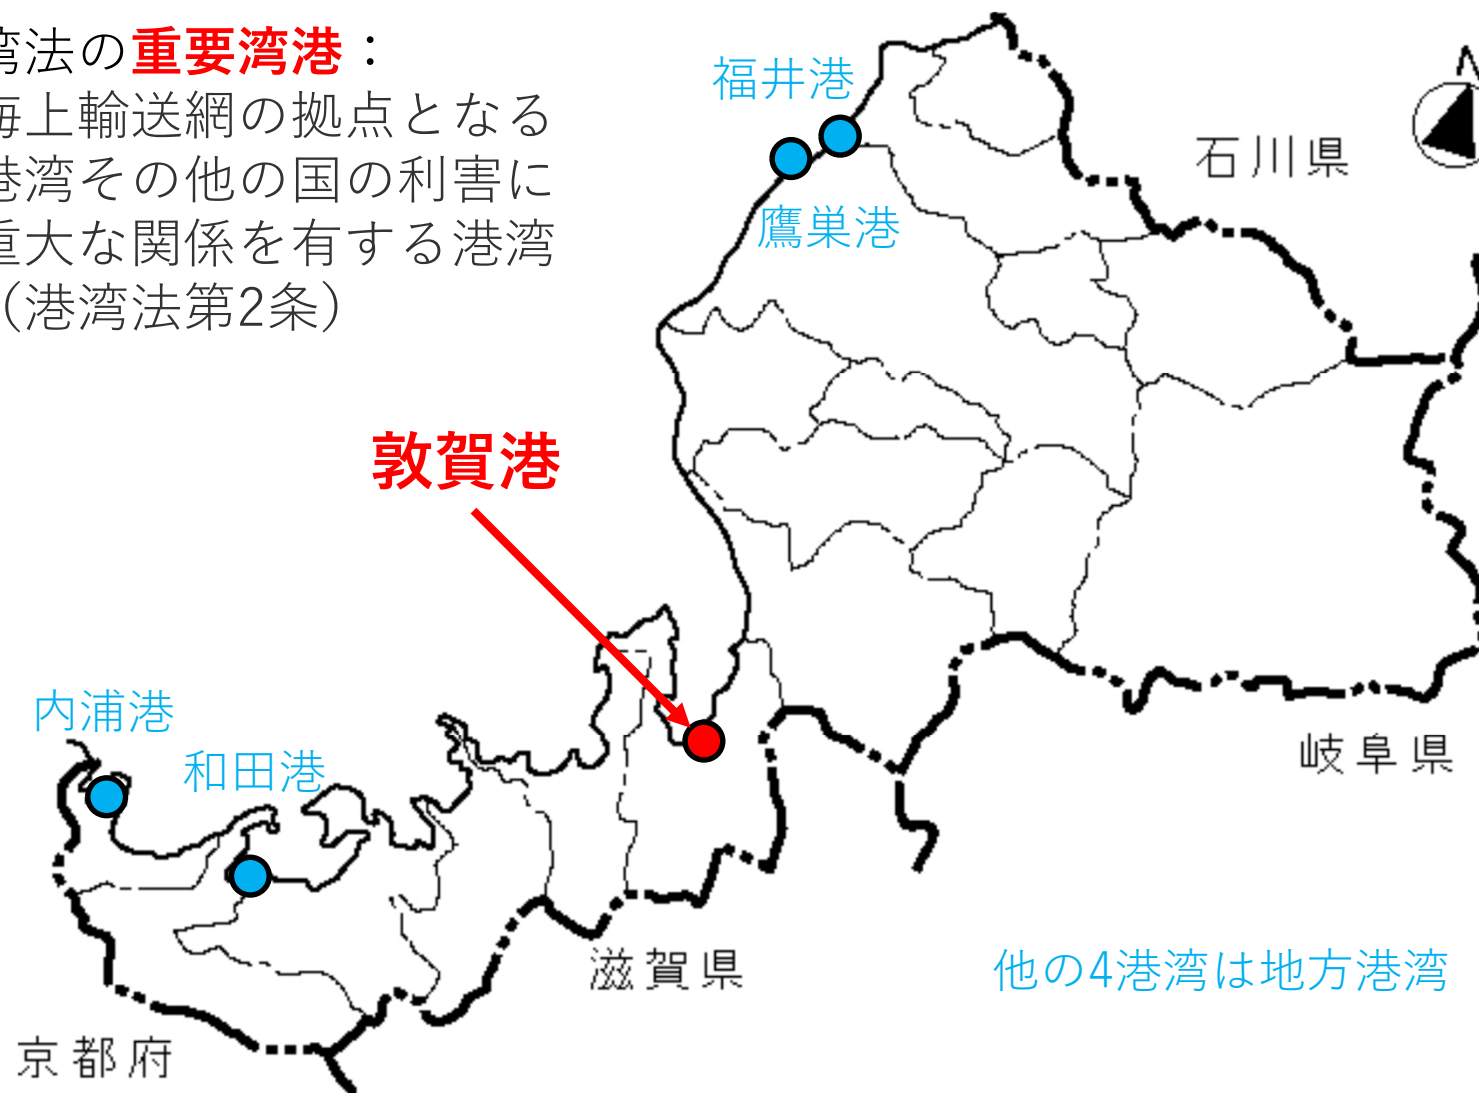 湾法の重要湾港：
海上輸送網の拠点となる
港湾その他の国の利害に
重大な関係を有する港湾
（港湾法第2条）
福井港
石川県
鷹巣港
敦賀港
内浦港
和田港
岐阜県
滋賀県
他の4港湾は地方港湾
京都府